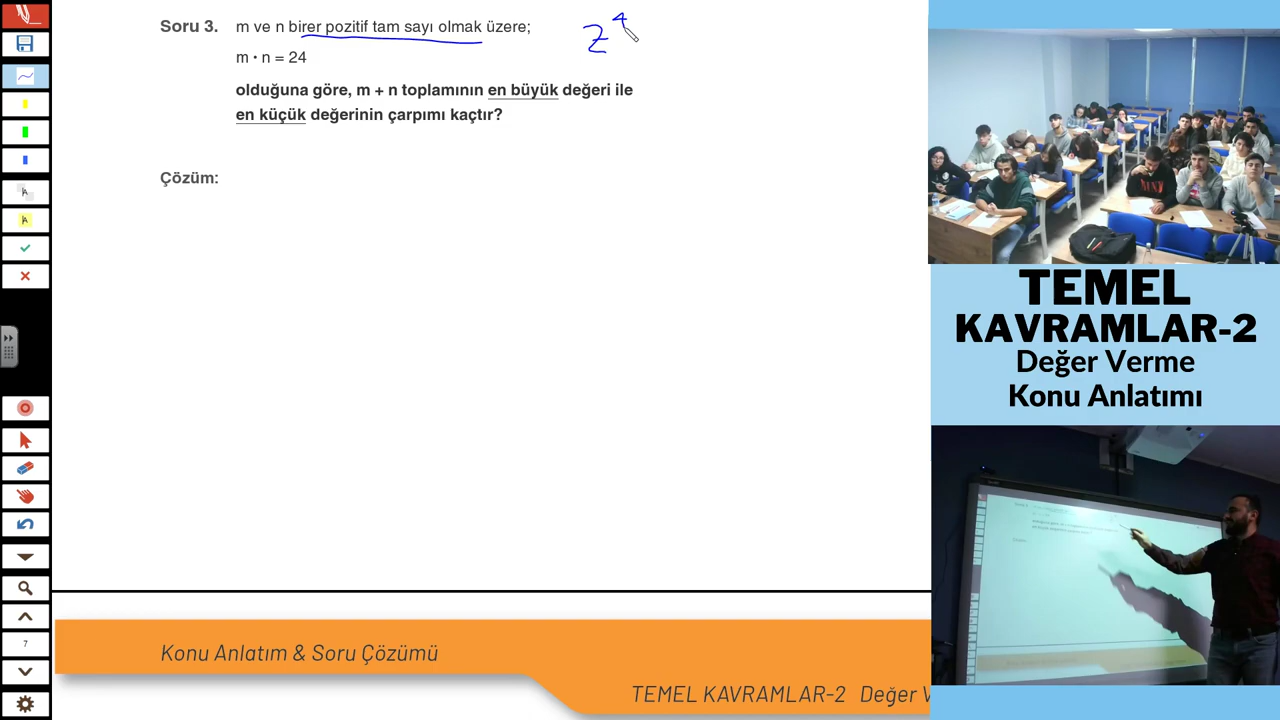 Soru 3. m ve n birer pozitif tam sayı olmak üzere;
m · n = 24
olduğuna göre, m + n toplamının en büyük değeri ile
en küçük değerinin çarpımı kaçtır?
Çözüm:
Z⁺
TEMEL
KAVRAMLAR-2
Değer Verme
Konu Anlatımı
7
Konu Anlatım & Soru Çözümü
TEMEL KAVRAMLAR-2 Değer V